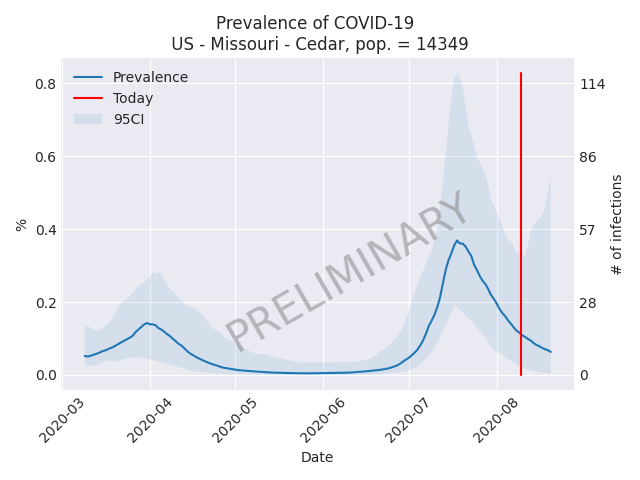 Prevalence of COVID-19
US - Missouri - Cedar, pop. = 14349
Prevalence
Today
95CI
PRELIMINARY
0.8
0.6
0.4
0.2
0.0
%
114
86
57
28
0
# of infections
2020-03
2020-04
2020-05
2020-06
2020-07
2020-08
Date